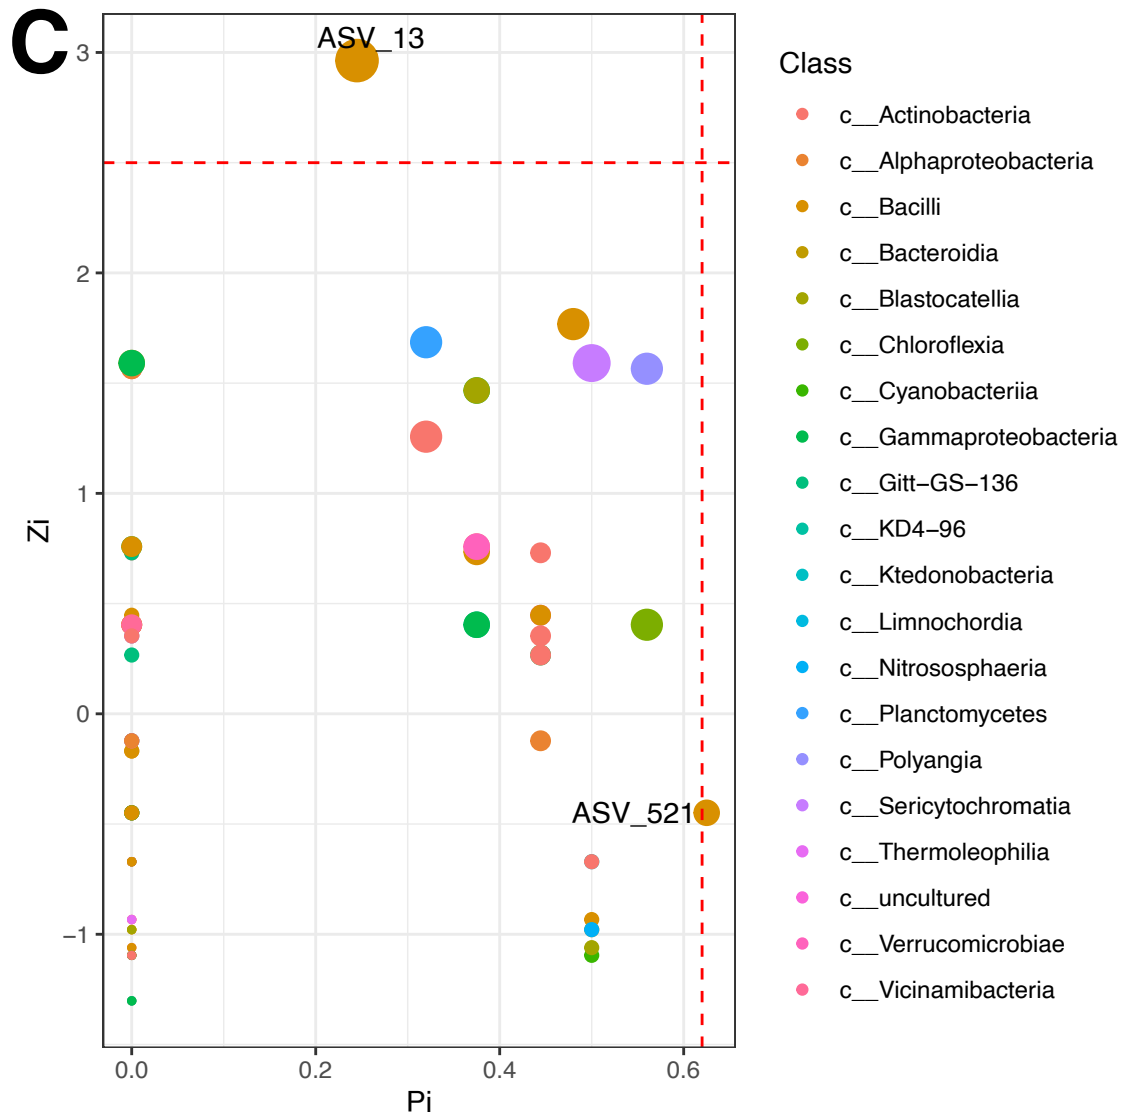 C
ASV_13
3
2
1
0
−1
ASV_521
0.0 0.2 0.4 0.6
Pi
Zi
Class
c__Actinobacteria
c__Alphaproteobacteria
c__Bacilli
c__Bacteroidia
c__Blastocatellia
c__Chloroflexia
c__Cyanobacteriia
c__Gammaproteobacteria
c__Gitt−GS−136
c__KD4−96
c__Ktedonobacteria
c__Limnochordia
c__Nitrososphaeria
c__Planctomycetes
c__Polyangia
c__Sericytochromatia
c__Thermoleophilia
c__uncultured
c__Verrucomicrobiae
c__Vicinamibacteria